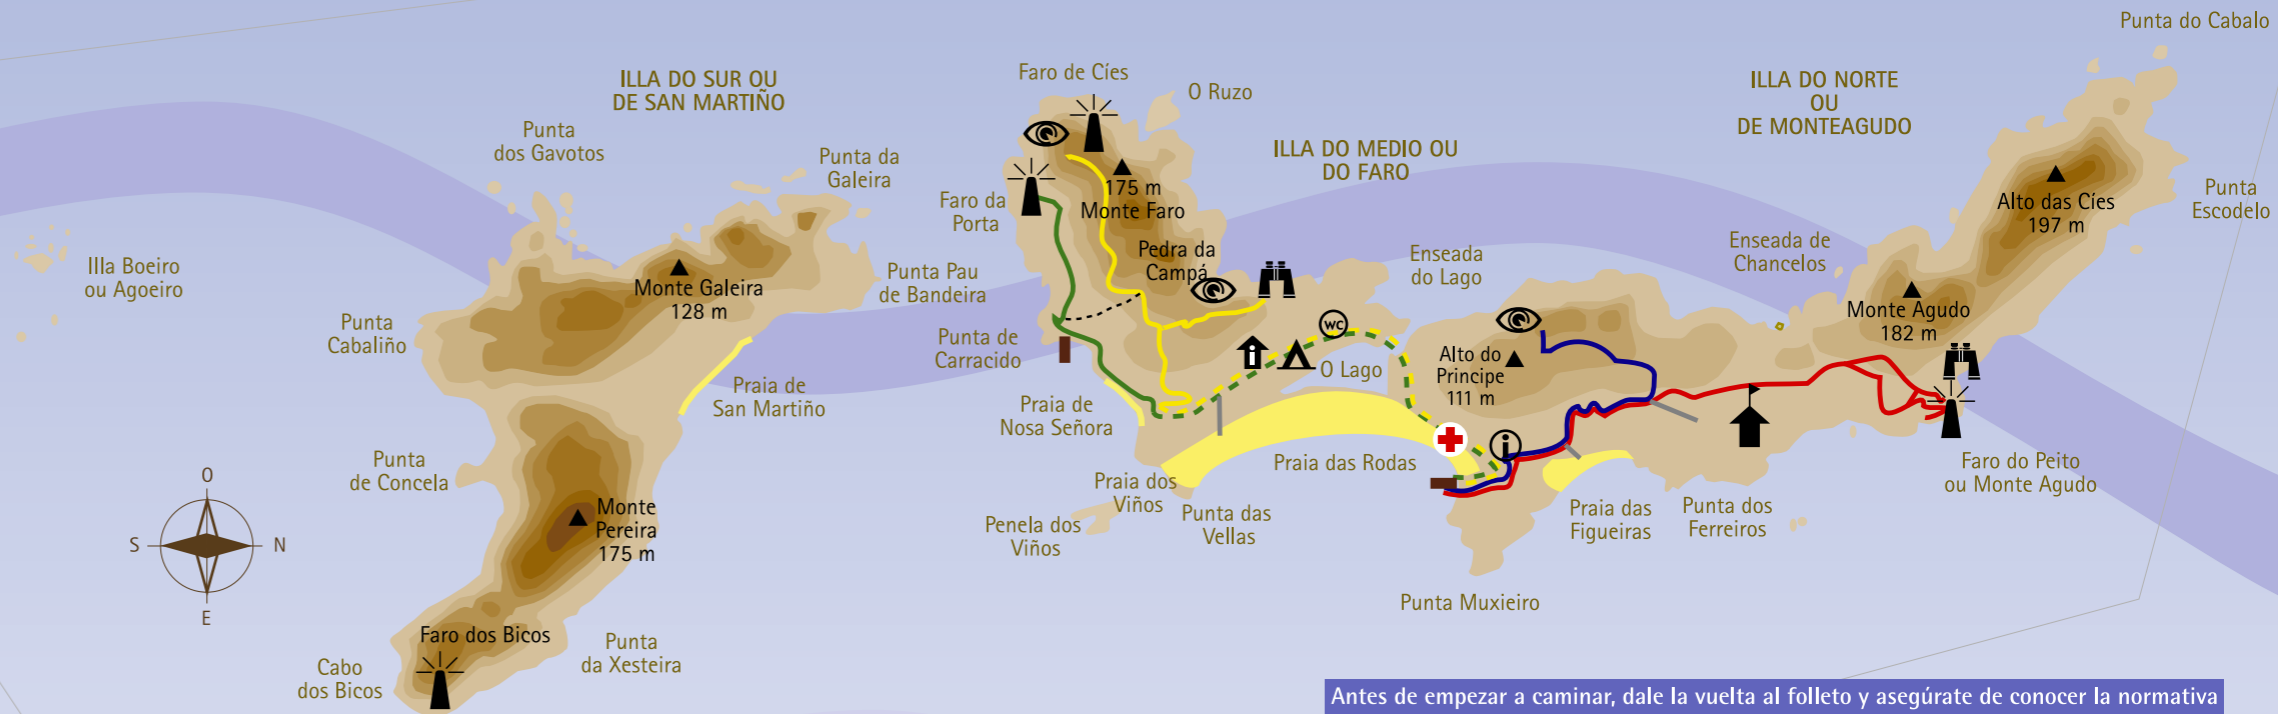 Punta do Cabalo
ILLA DO SUR OU
DE SAN MARTIÑO
Faro de Cíes
O Ruzo
ILLA DO NORTE
OU
DE MONTEAGUDO
Punta
dos Gavotos
Punta da
Galeira
ILLA DO MEDIO OU
DO FARO
Faro da
Porta
175 m
Monte Faro
Punta
Escodelo
Alto das Cíes
197 m
Illa Boeiro
ou Agoeiro
Monte Galeira
128 m
Punta Pau
de Bandeira
Pedra da
Campá
Enseada
do Lago
Enseada de
Chancelos
Monte Agudo
182 m
Punta
Cabaliño
Punta de
Carracido
WC
i
O Lago
Alto do
Principe
111 m
Praia de
San Martiño
Praia de
Nosa Señora
i
Punta
de Concela
Praia dos
Viños
Praia das Rodas
Faro do Peito
ou Monte Agudo
O
S
N
E
Monte
Pereira
175 m
Penela dos
Viños
Punta das
Vellas
Praia das
Figueiras
Punta dos
Ferreiros
Punta Muxieiro
Faro dos Bicos
Punta
da Xesteira
Cabo
dos Bicos
Antes de empezar a caminar, dale la vuelta al folleto y asegúrate de conocer la normativa